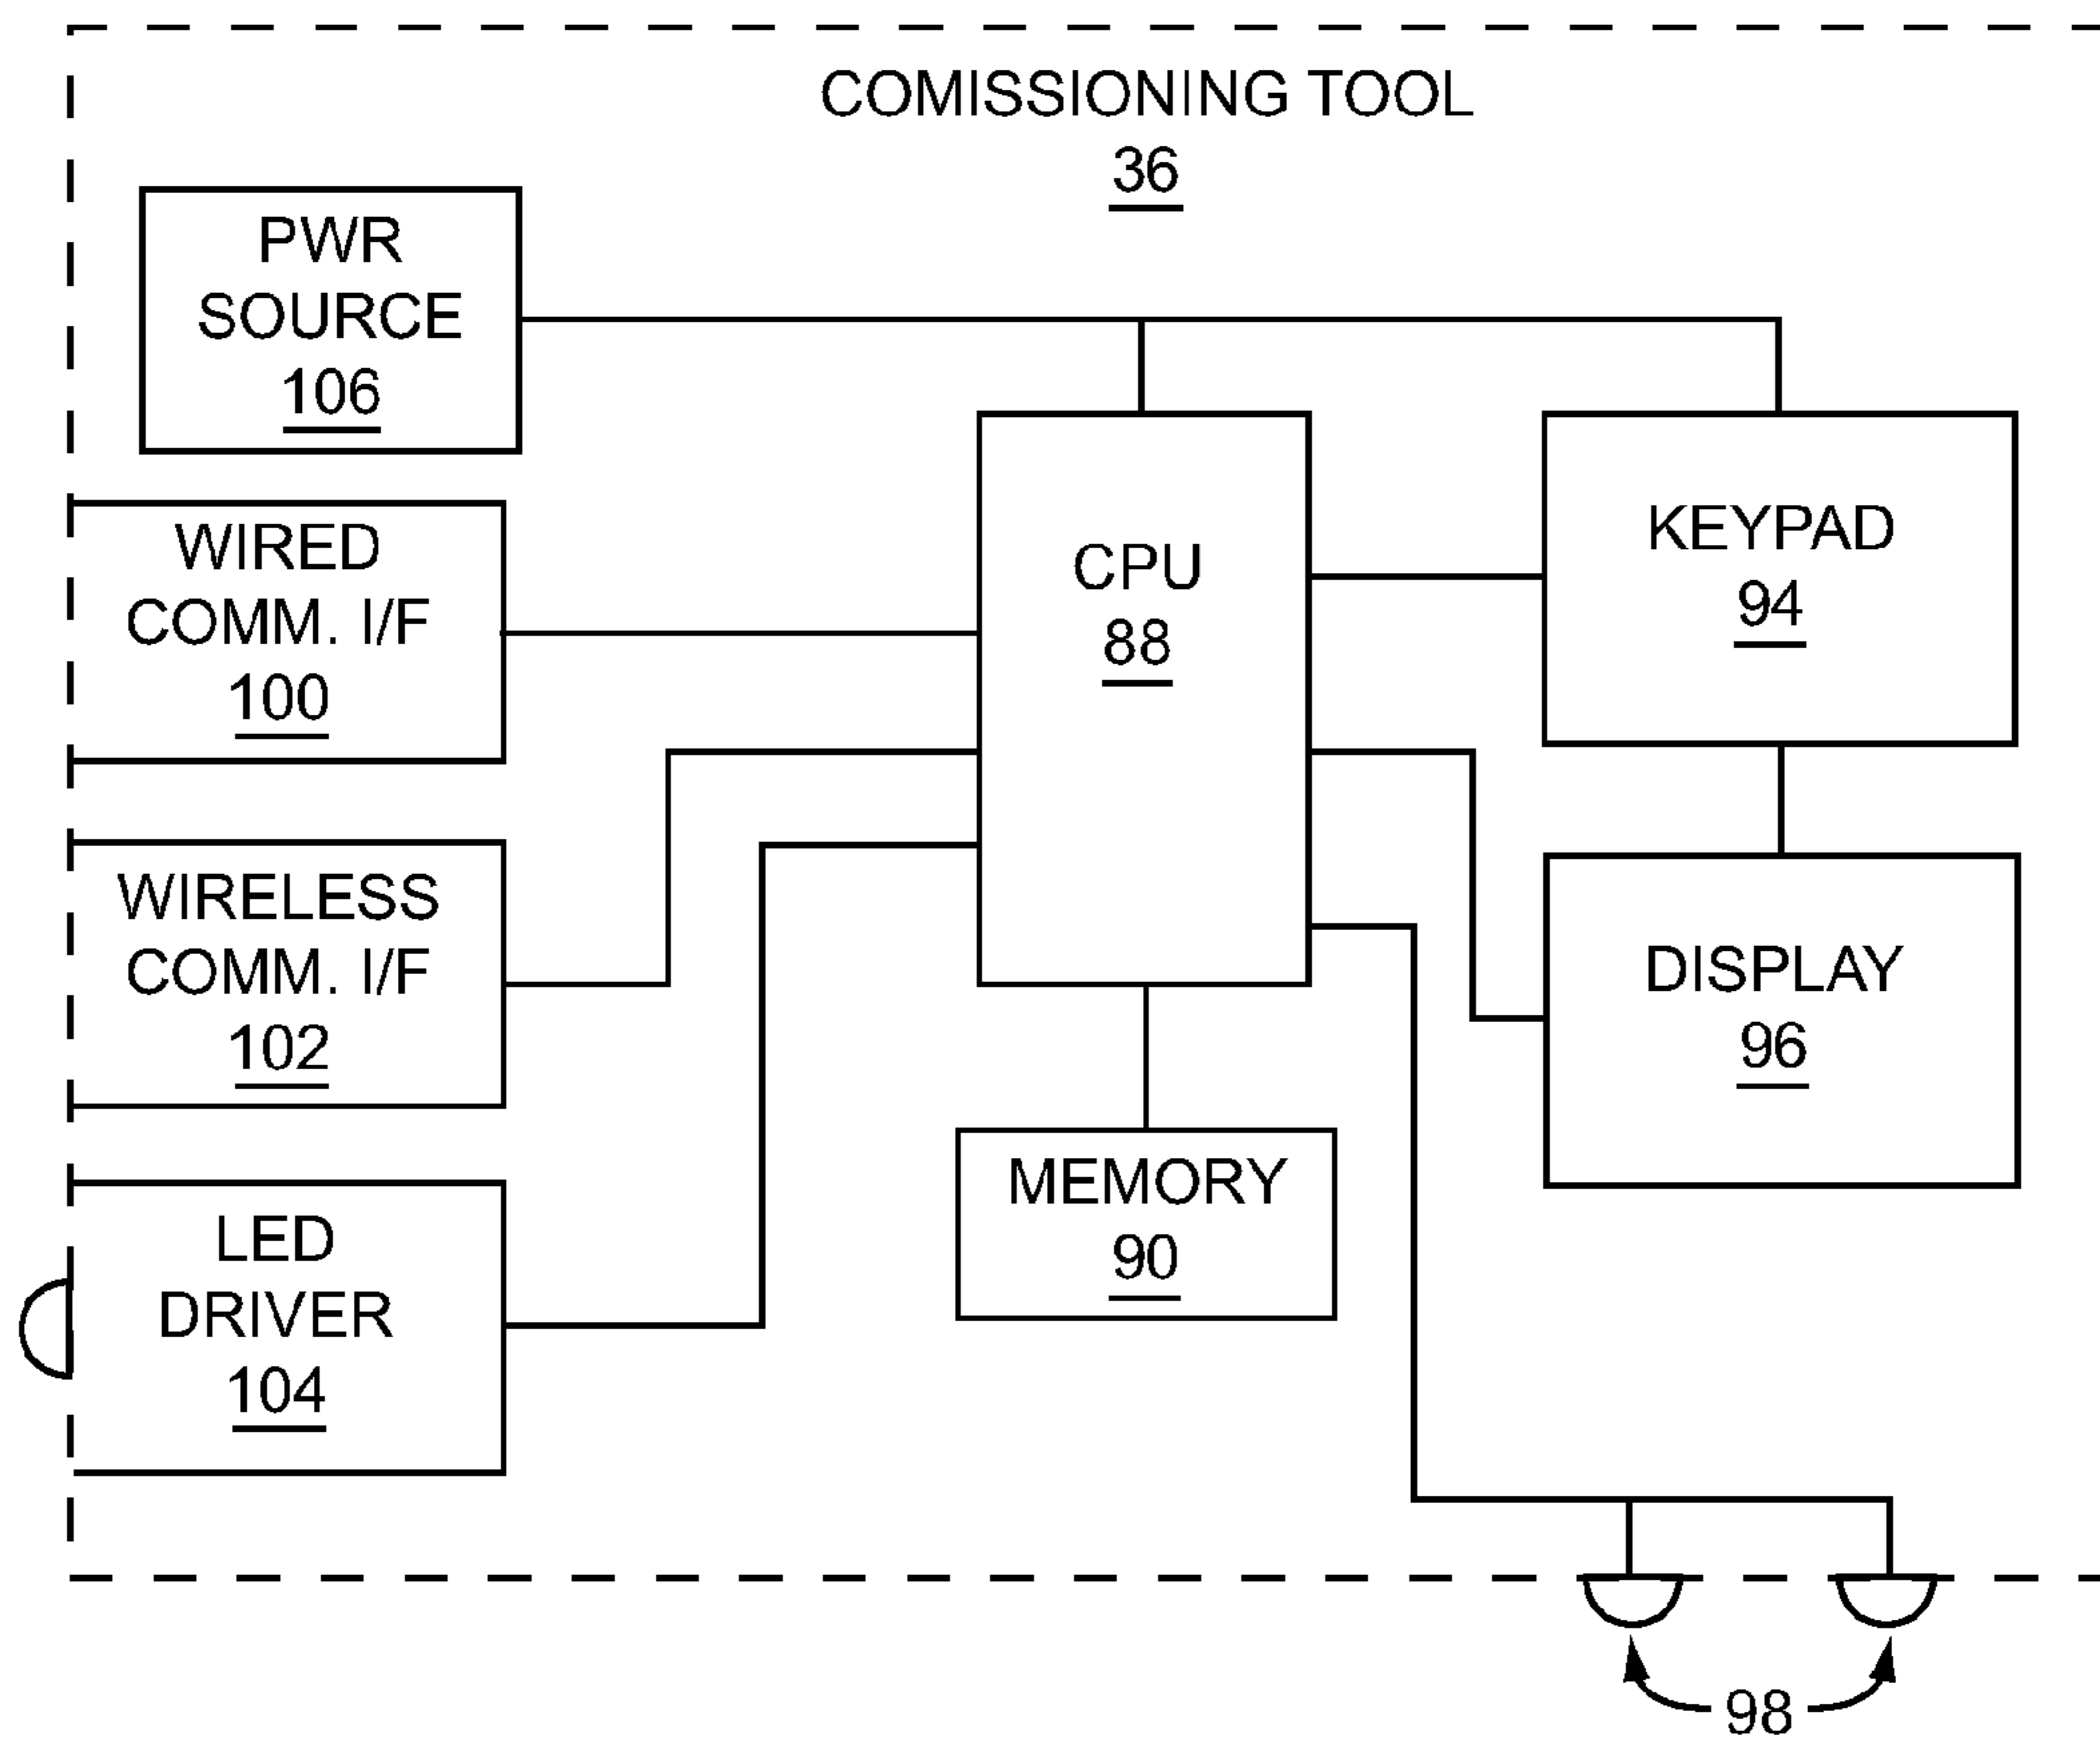 COMISSIONING TOOL
36
PWR
SOURCE
106
WIRED
COMM. I/F
100
WIRELESS
COMM. I/F
102
LED
DRIVER
104
CPU
88
MEMORY
90
KEYPAD
94
DISPLAY
96
98